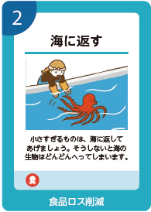 2
海に返す
小さすぎるものは、海に返して
あげましょう。そうしないと海の
生物はどんどんへってしまいます。
食品ロス削減